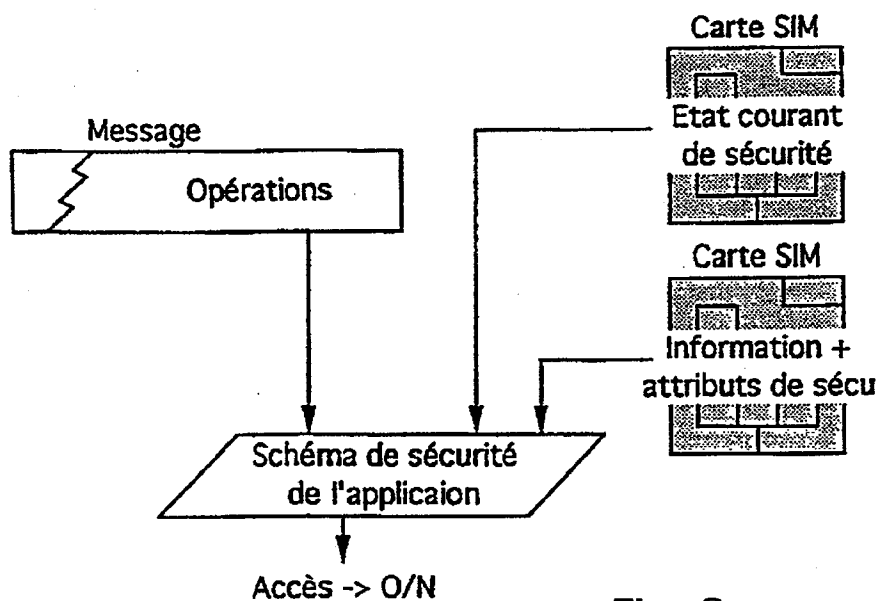 Carte SIM
Etat courant
de sécurité
Message
Opérations
Carte SIM
Information +
attributs de sécu
Schéma de sécurité
de l'applicaion
Accès -> O/N